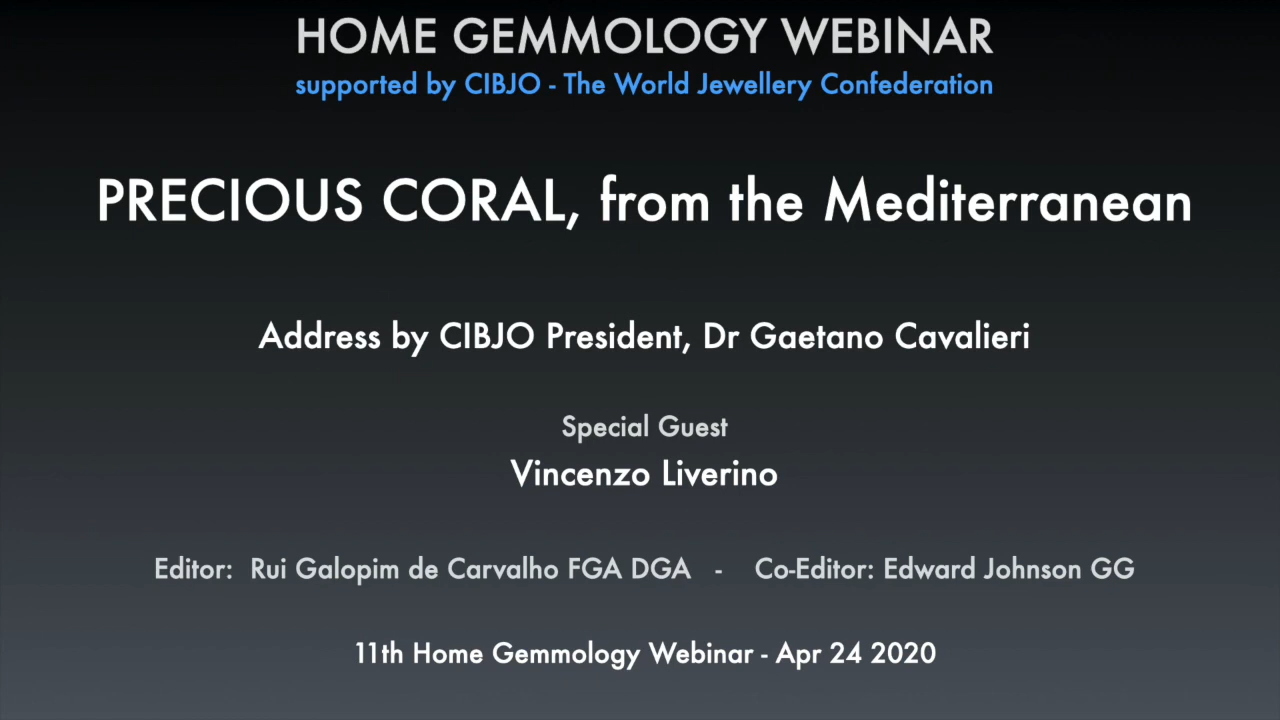 HOME GEMMOLOGY WEBINAR
supported by CIBJO - The World Jewellery Confederation
PRECIOUS CORAL, from the Mediterranean
Address by CIBJO President, Dr Gaetano Cavalieri
Special Guest
Vincenzo Liverino
Editor: Rui Galopim de Carvalho FGA DGA - Co-Editor: Edward Johnson GG
11th Home Gemmology Webinar - Apr 24 2020